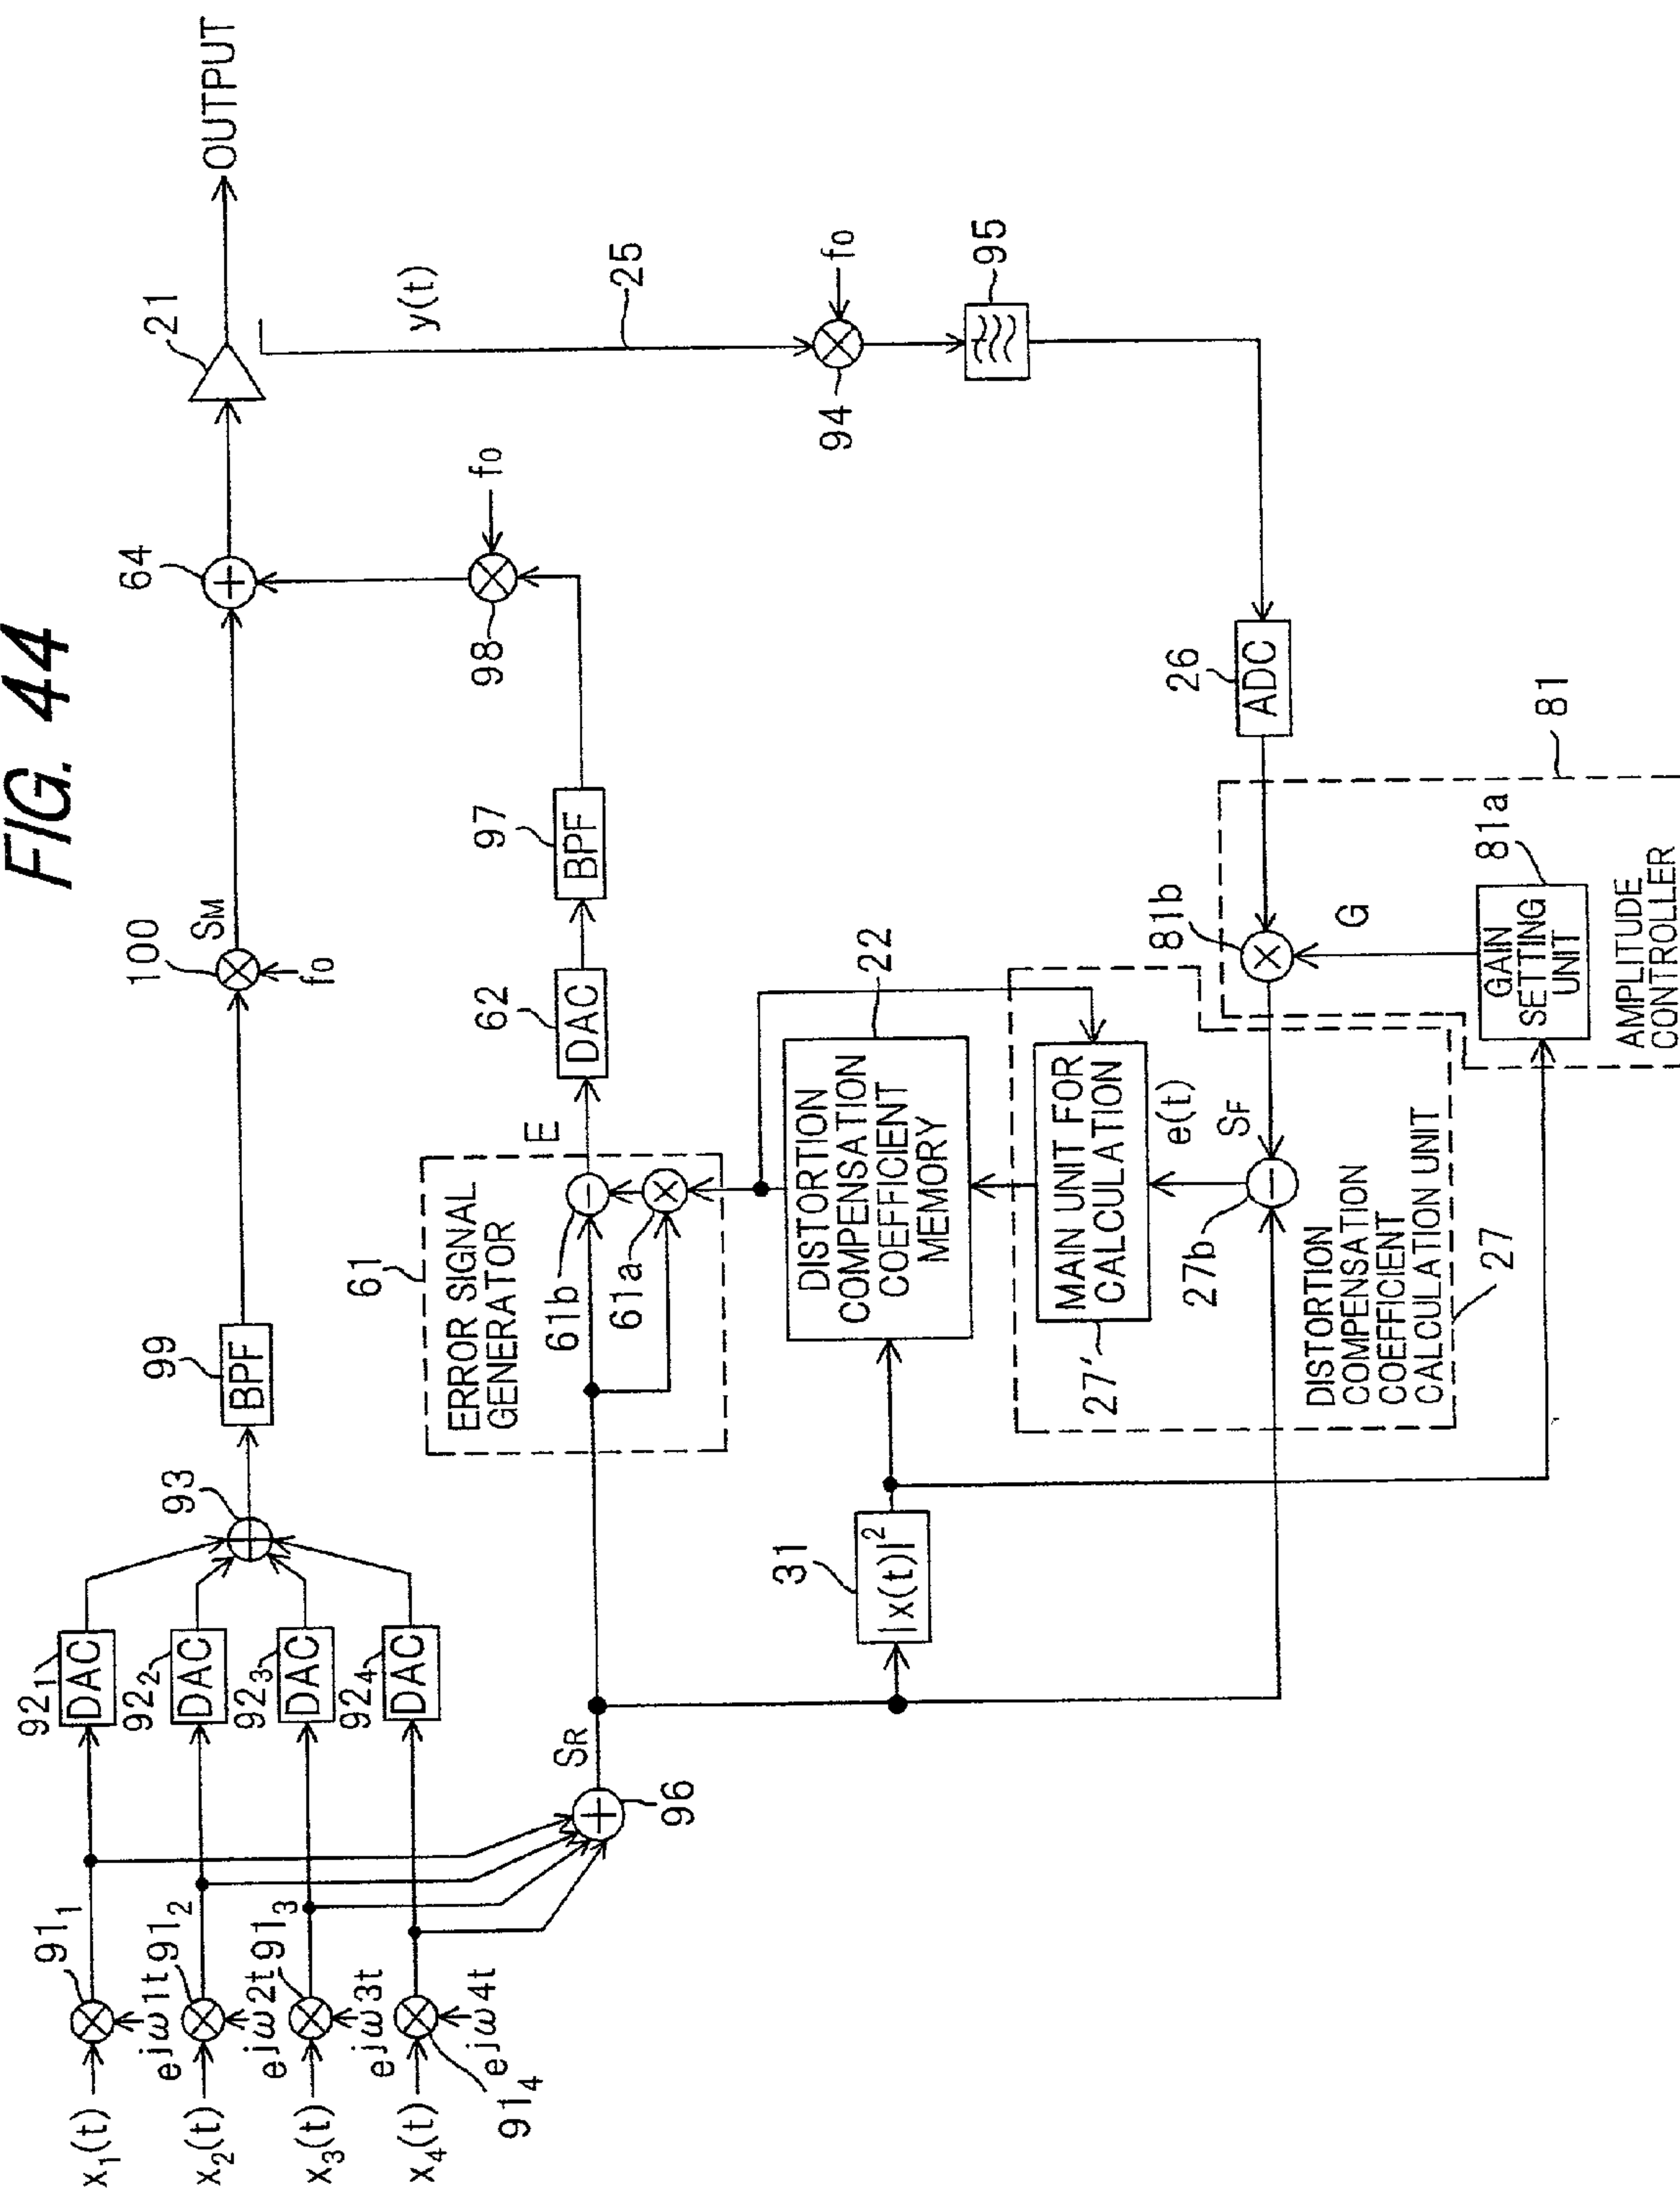 FIG. 44
x1(t)
x2(t)
x3(t)
x4(t)
911
912
913
914
ejω1t
ejω2t
ejω3t
ejω4t
921
DAC
922
DAC
923
DAC
924
DAC
93
99
BPF
100
f0
SM
64
21
OUTPUT
y(t)
25
94
f0
95
98
f0
97
BPF
62
DAC
E
61
ERROR SIGNAL
GENERATOR
61b
61a
SR
96
31
|x(t)|2
22
DISTORTION
COMPENSATION
COEFFICIENT
MEMORY
MAIN UNIT FOR
CALCULATION
27'
e(t)
SF
27b
DISTORTION
COMPENSATION
COEFFICIENT
CALCULATION UNIT
27
26
ADC
81
81b
G
81a
GAIN
SETTING
UNIT
AMPLITUDE
CONTROLLER